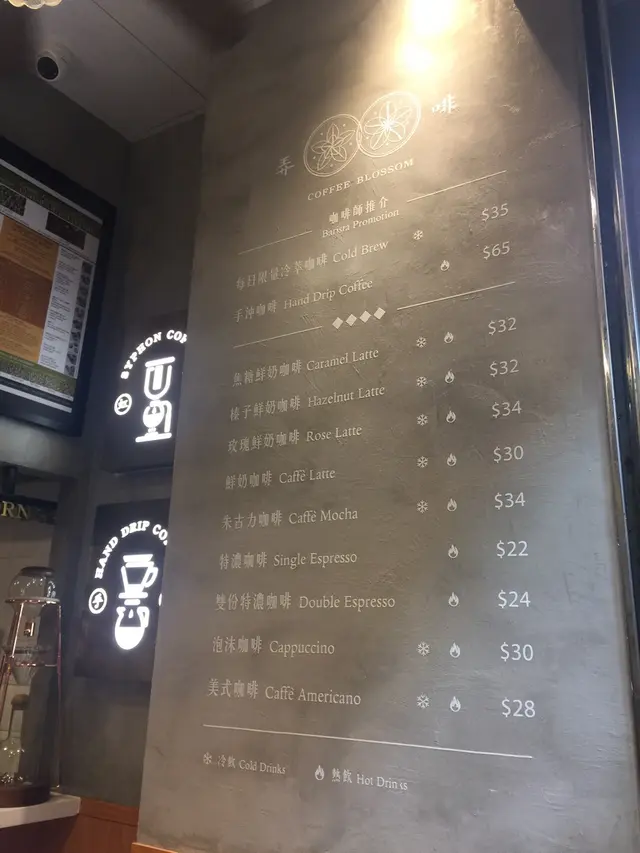 弄 啡
COFFEE BLOSSOM
咖啡師推介
Barista Promotion
每日限量冷萃咖啡 Cold Brew $35
手沖咖啡 Hand Drip Coffee $65
焦糖鮮奶咖啡 Caramel Latte $32
榛子鮮奶咖啡 Hazelnut Latte $32
玫瑰鮮奶咖啡 Rose Latte $34
鮮奶咖啡 Caffè Latte $30
朱古力咖啡 Caffè Mocha $34
特濃咖啡 Single Espresso $22
雙份特濃咖啡 Double Espresso $24
泡沫咖啡 Cappuccino $30
美式咖啡 Caffè Americano $28
冷飲 Cold Drinks 熱飲 Hot Drinks
SYPHON COF
HAND DRIP CO
RN